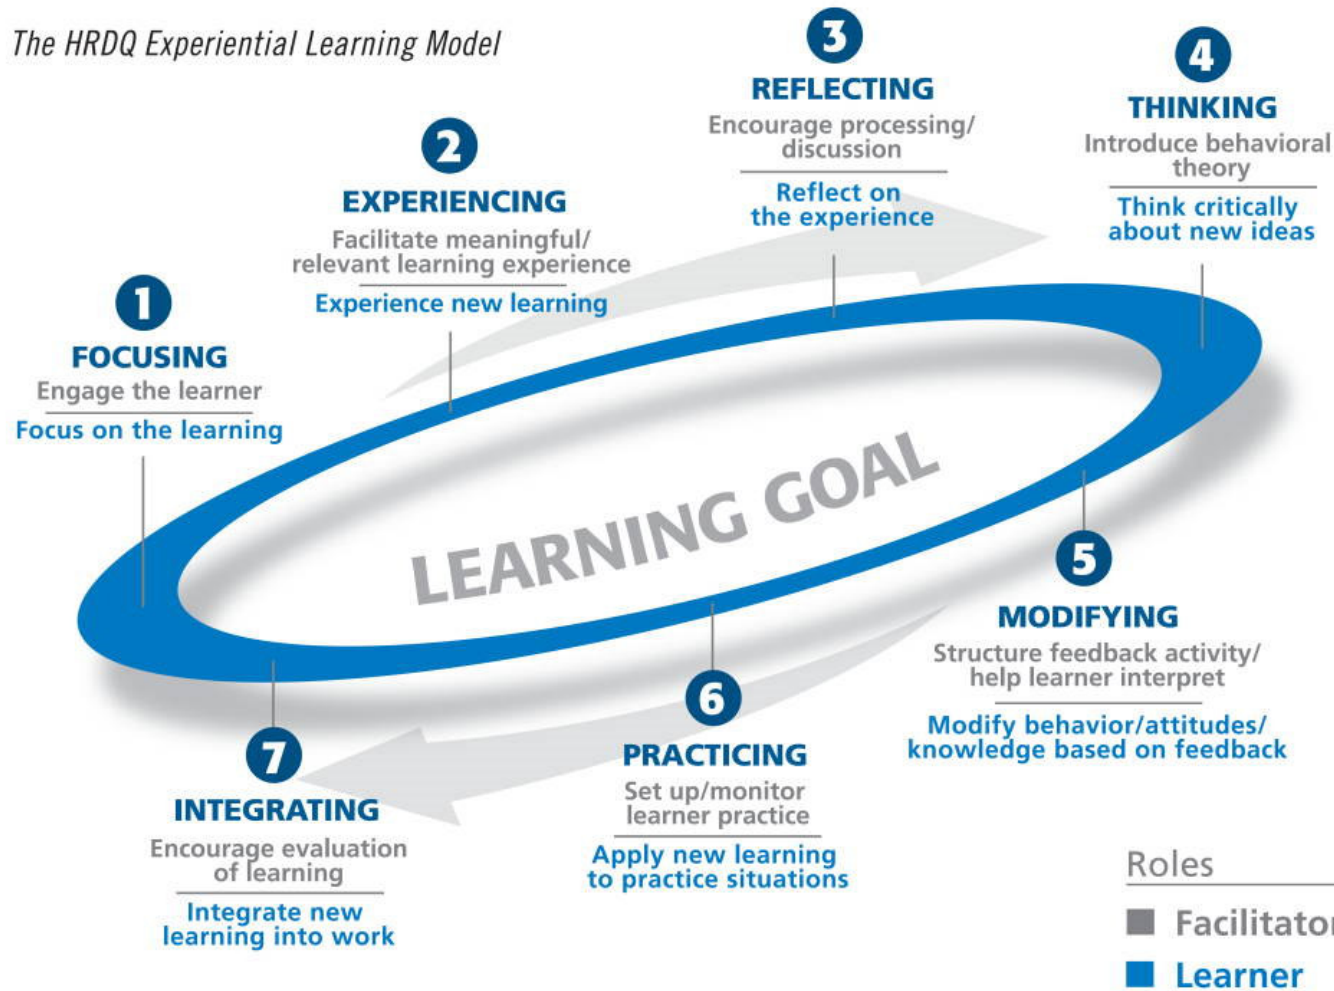 The HRDQ Experiential Learning Model
1
FOCUSING
Engage the learner
Focus on the learning
2
EXPERIENCING
Facilitate meaningful/
relevant learning experience
Experience new learning
3
REFLECTING
Encourage processing/
discussion
Reflect on
the experience
4
THINKING
Introduce behavioral
theory
Think critically
about new ideas
LEARNING GOAL
5
MODIFYING
Structure feedback activity/
help learner interpret
Modify behavior/attitudes/
knowledge based on feedback
6
PRACTICING
Set up/monitor
learner practice
Apply new learning
to practice situations
7
INTEGRATING
Encourage evaluation
of learning
Integrate new
learning into work
Roles
Facilitator
Learner